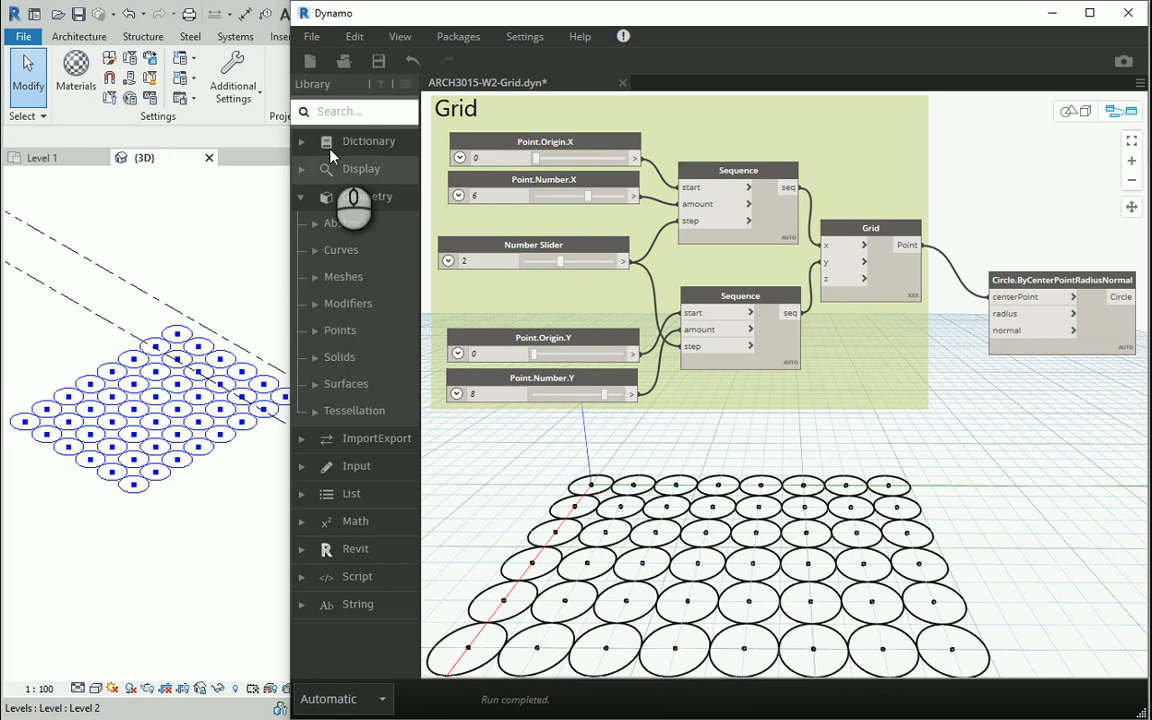 Dynamo
File
Architecture
Structure
Steel
Systems
Inser
Modify
Materials
Additional
Settings
Select
Settings
Proje
Level 1
{3D}
1 : 100
Levels : Level : Level 2
File
Edit
View
Packages
Settings
Help
Library
ARCH3015-W2-Grid.dyn*
Search...
Dictionary
Display
Curves
Meshes
Modifiers
Points
Solids
Surfaces
Tessellation
ImportExport
Input
List
Math
Revit
Script
Ab
String
Automatic
Run completed.
Grid
Point.Origin.X
0
>
Point.Number.X
6
>
Number Slider
2
>
Point.Origin.Y
0
>
Point.Number.Y
8
>
Sequence
start > seq
amount >
step >
AUTO
Sequence
start > seq
amount >
step >
AUTO
Grid
x > Point
y >
z >
XXX
Circle.ByCenterPointRadiusNormal
centerPoint > Circle
radius >
normal >
AUTO